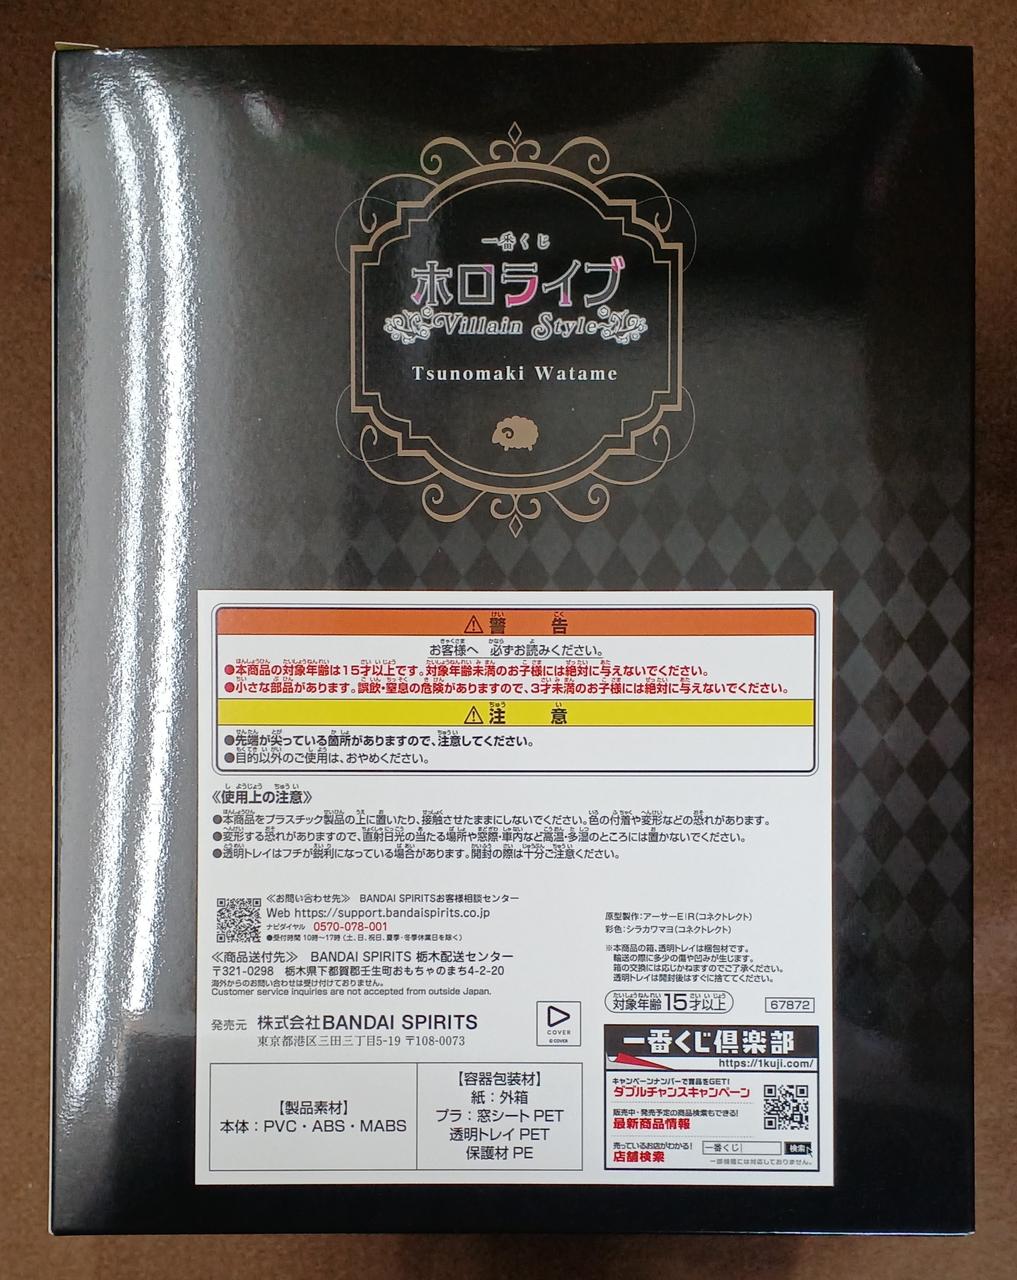 一番くじ
ホロライブ
Villain Style
Tsunomaki Watame
警告
お客様へ 必ずお読みください。
●本商品の対象年齢は15才以上です。対象年齢未満のお子様には絶対に与えないでください。
●小さな部品があります。誤飲・窒息の危険がありますので、3才未満のお子様には絶対に与えないでください。
注意
●先端が尖っている箇所がありますので、注意してください。
●目的以外のご使用は、おやめください。
《使用上の注意》
●本商品をプラスチック製品の上に置いたり、接触させたままにしないでください。色の付着や変形などの恐れがあります。
●変形する恐れがありますので、直射日光の当たる場所や窓際・車内など高温・多湿のところには置かないでください。
●透明トレイはフチが鋭利になっている場合があります。開封の際は十分ご注意ください。
≪お問い合わせ先≫ BANDAI SPIRITSお客様相談センター
Web https://support.bandaispirits.co.jp
ナビダイヤル 0570-078-001
●受付時間 10時〜17時 (土、日、祝日、夏季・冬季休業日を除く)
≪商品送付先≫ BANDAI SPIRITS 栃木配送センター
〒321-0298 栃木県下都賀郡壬生町おもちゃのまち4-2-20
海外からのお問い合わせは受け付けておりません。
Customer service inquiries are not accepted from outside Japan.
発売元 株式会社BANDAI SPIRITS
東京都港区三田三丁目5-19 〒108-0073
COVER
© COVER
【製品素材】
本体：PVC・ABS・MABS
【容器包装材】
紙：外箱
プラ：窓シート PET
透明トレイ PET
保護材 PE
原型製作：アーサーEIR(コネクトレクト)
彩色：シラカワマヨ(コネクトレクト)
※本商品の箱、透明トレイは梱包材です。
輸送の際に多少の傷や凹みが生じます。
箱の交換には応じかねますのでご了承ください。
透明トレイは開封後はすぐに捨ててください。
対象年齢15才以上
67872
一番くじ倶楽部
https://1kuji.com/
キャンペーンナンバーで賞品をGET!
ダブルチャンスキャンペーン
販売中・発売予定の商品検索もできる!
最新商品情報
売っているお店がわかる!
店舗検索
一番くじ 検索
一部機種には対応しておりません。